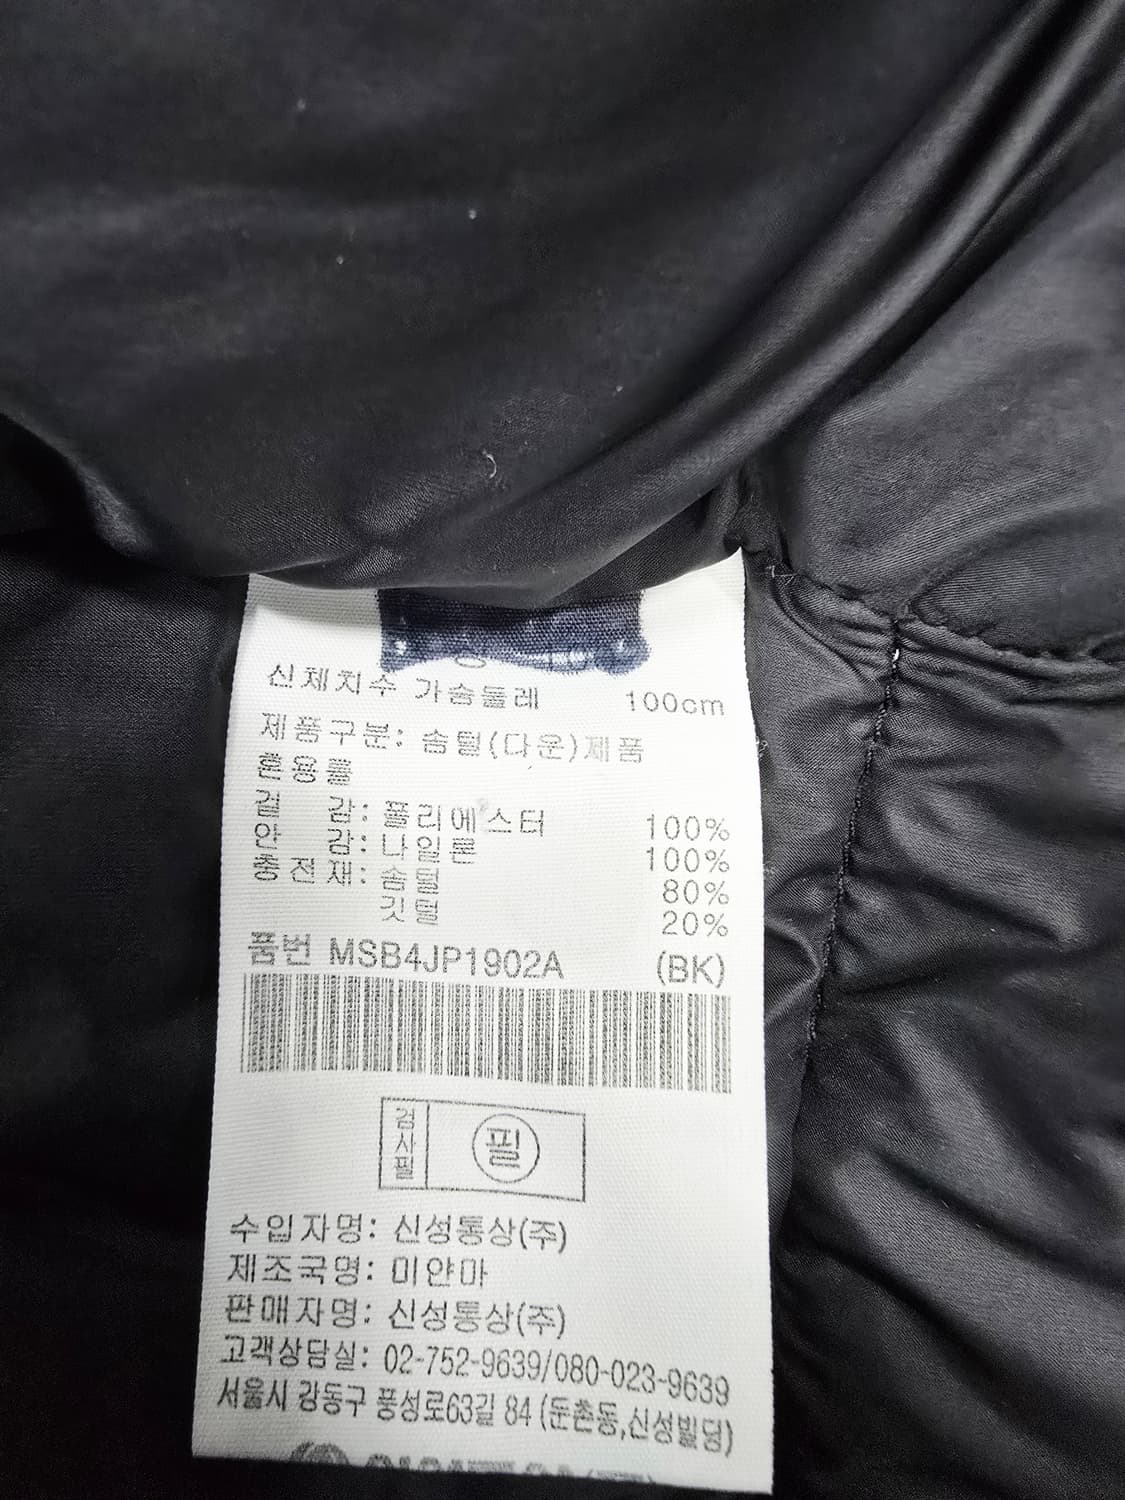 신체치수 가슴둘레 100cm
제품구분: 솜털(다운)제품
혼용률
겉 감: 폴리에스터 100%
안 감: 나일론 100%
충전재: 솜털 80%
깃털 20%
품번 MSB4JP1902A (BK)
검사필 필
수입자명: 신성통상(주)
제조국명: 미얀마
판매자명: 신성통상(주)
고객상담실: 02-752-9639/080-023-9639
서울시 강동구 풍성로63길 84 (둔촌동,신성빌딩)